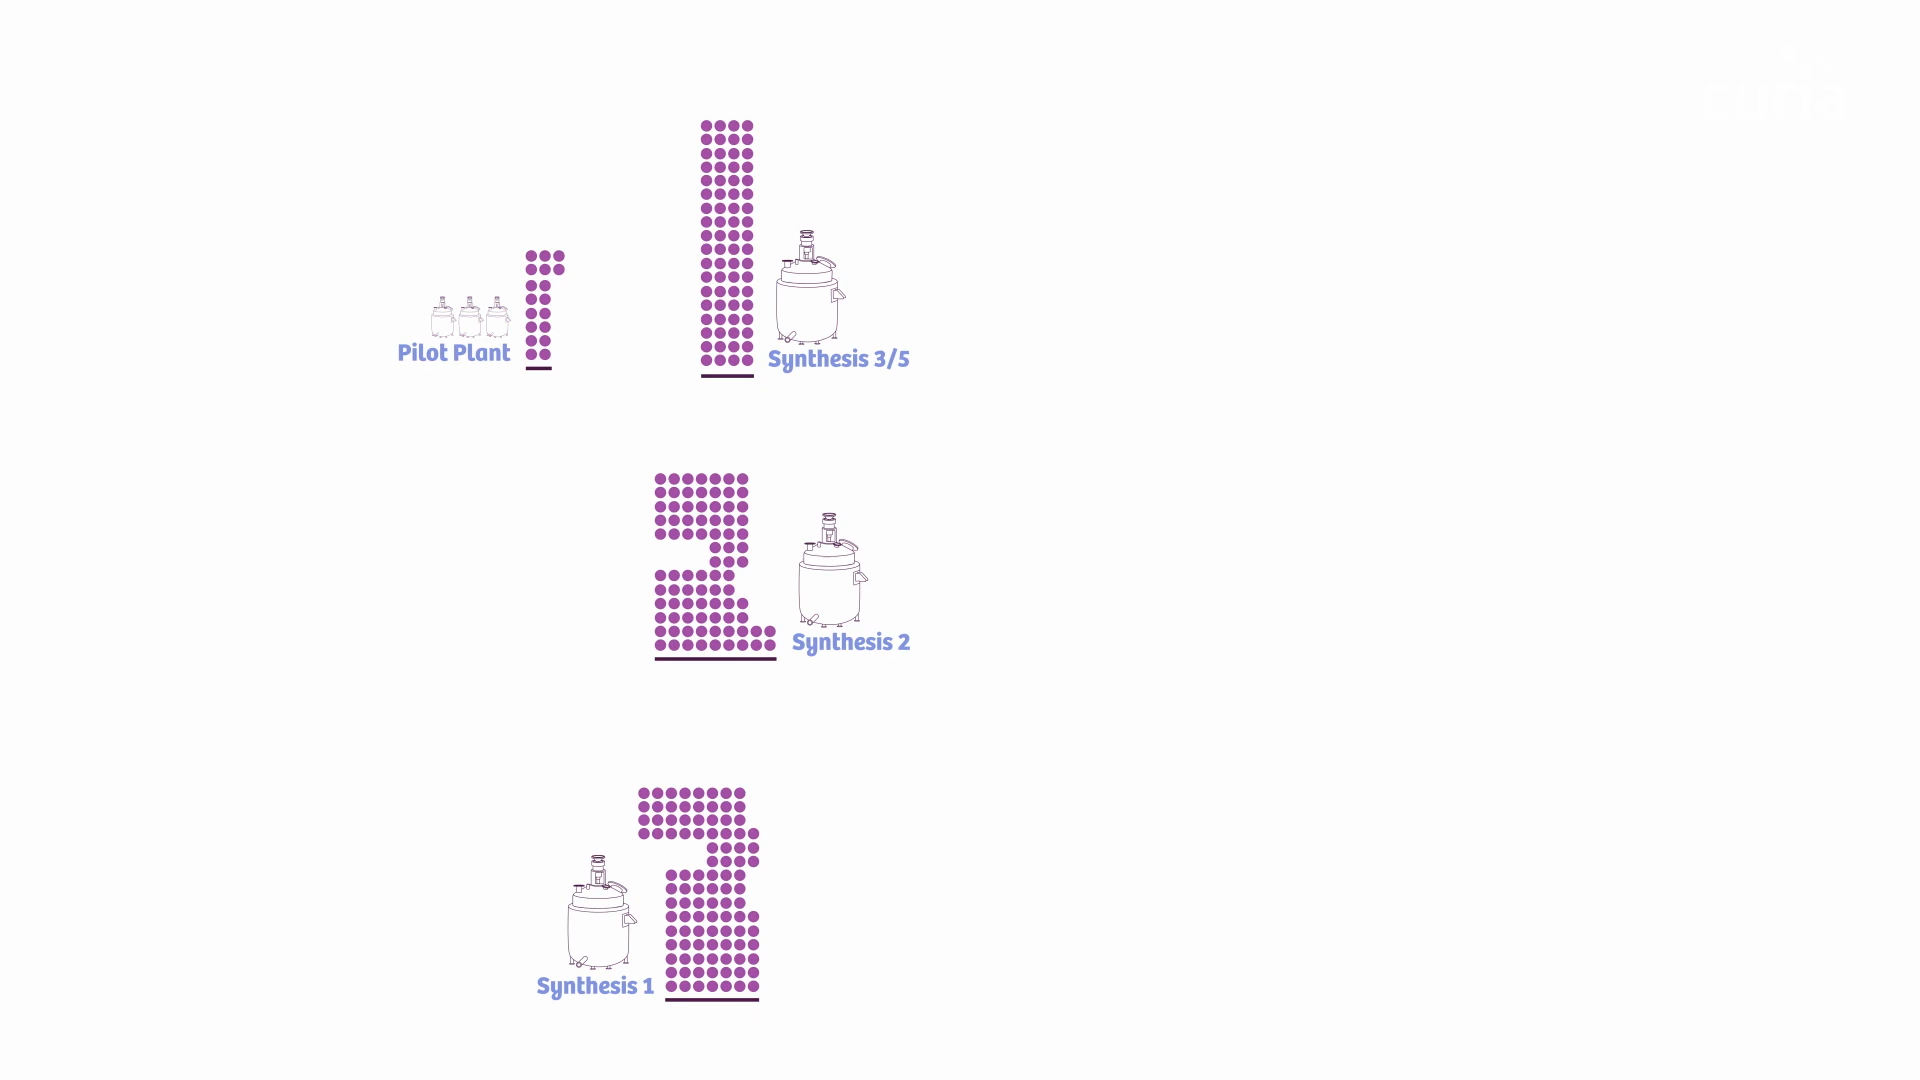 Pilot Plant
Synthesis 3/5
Synthesis 2
Synthesis 1